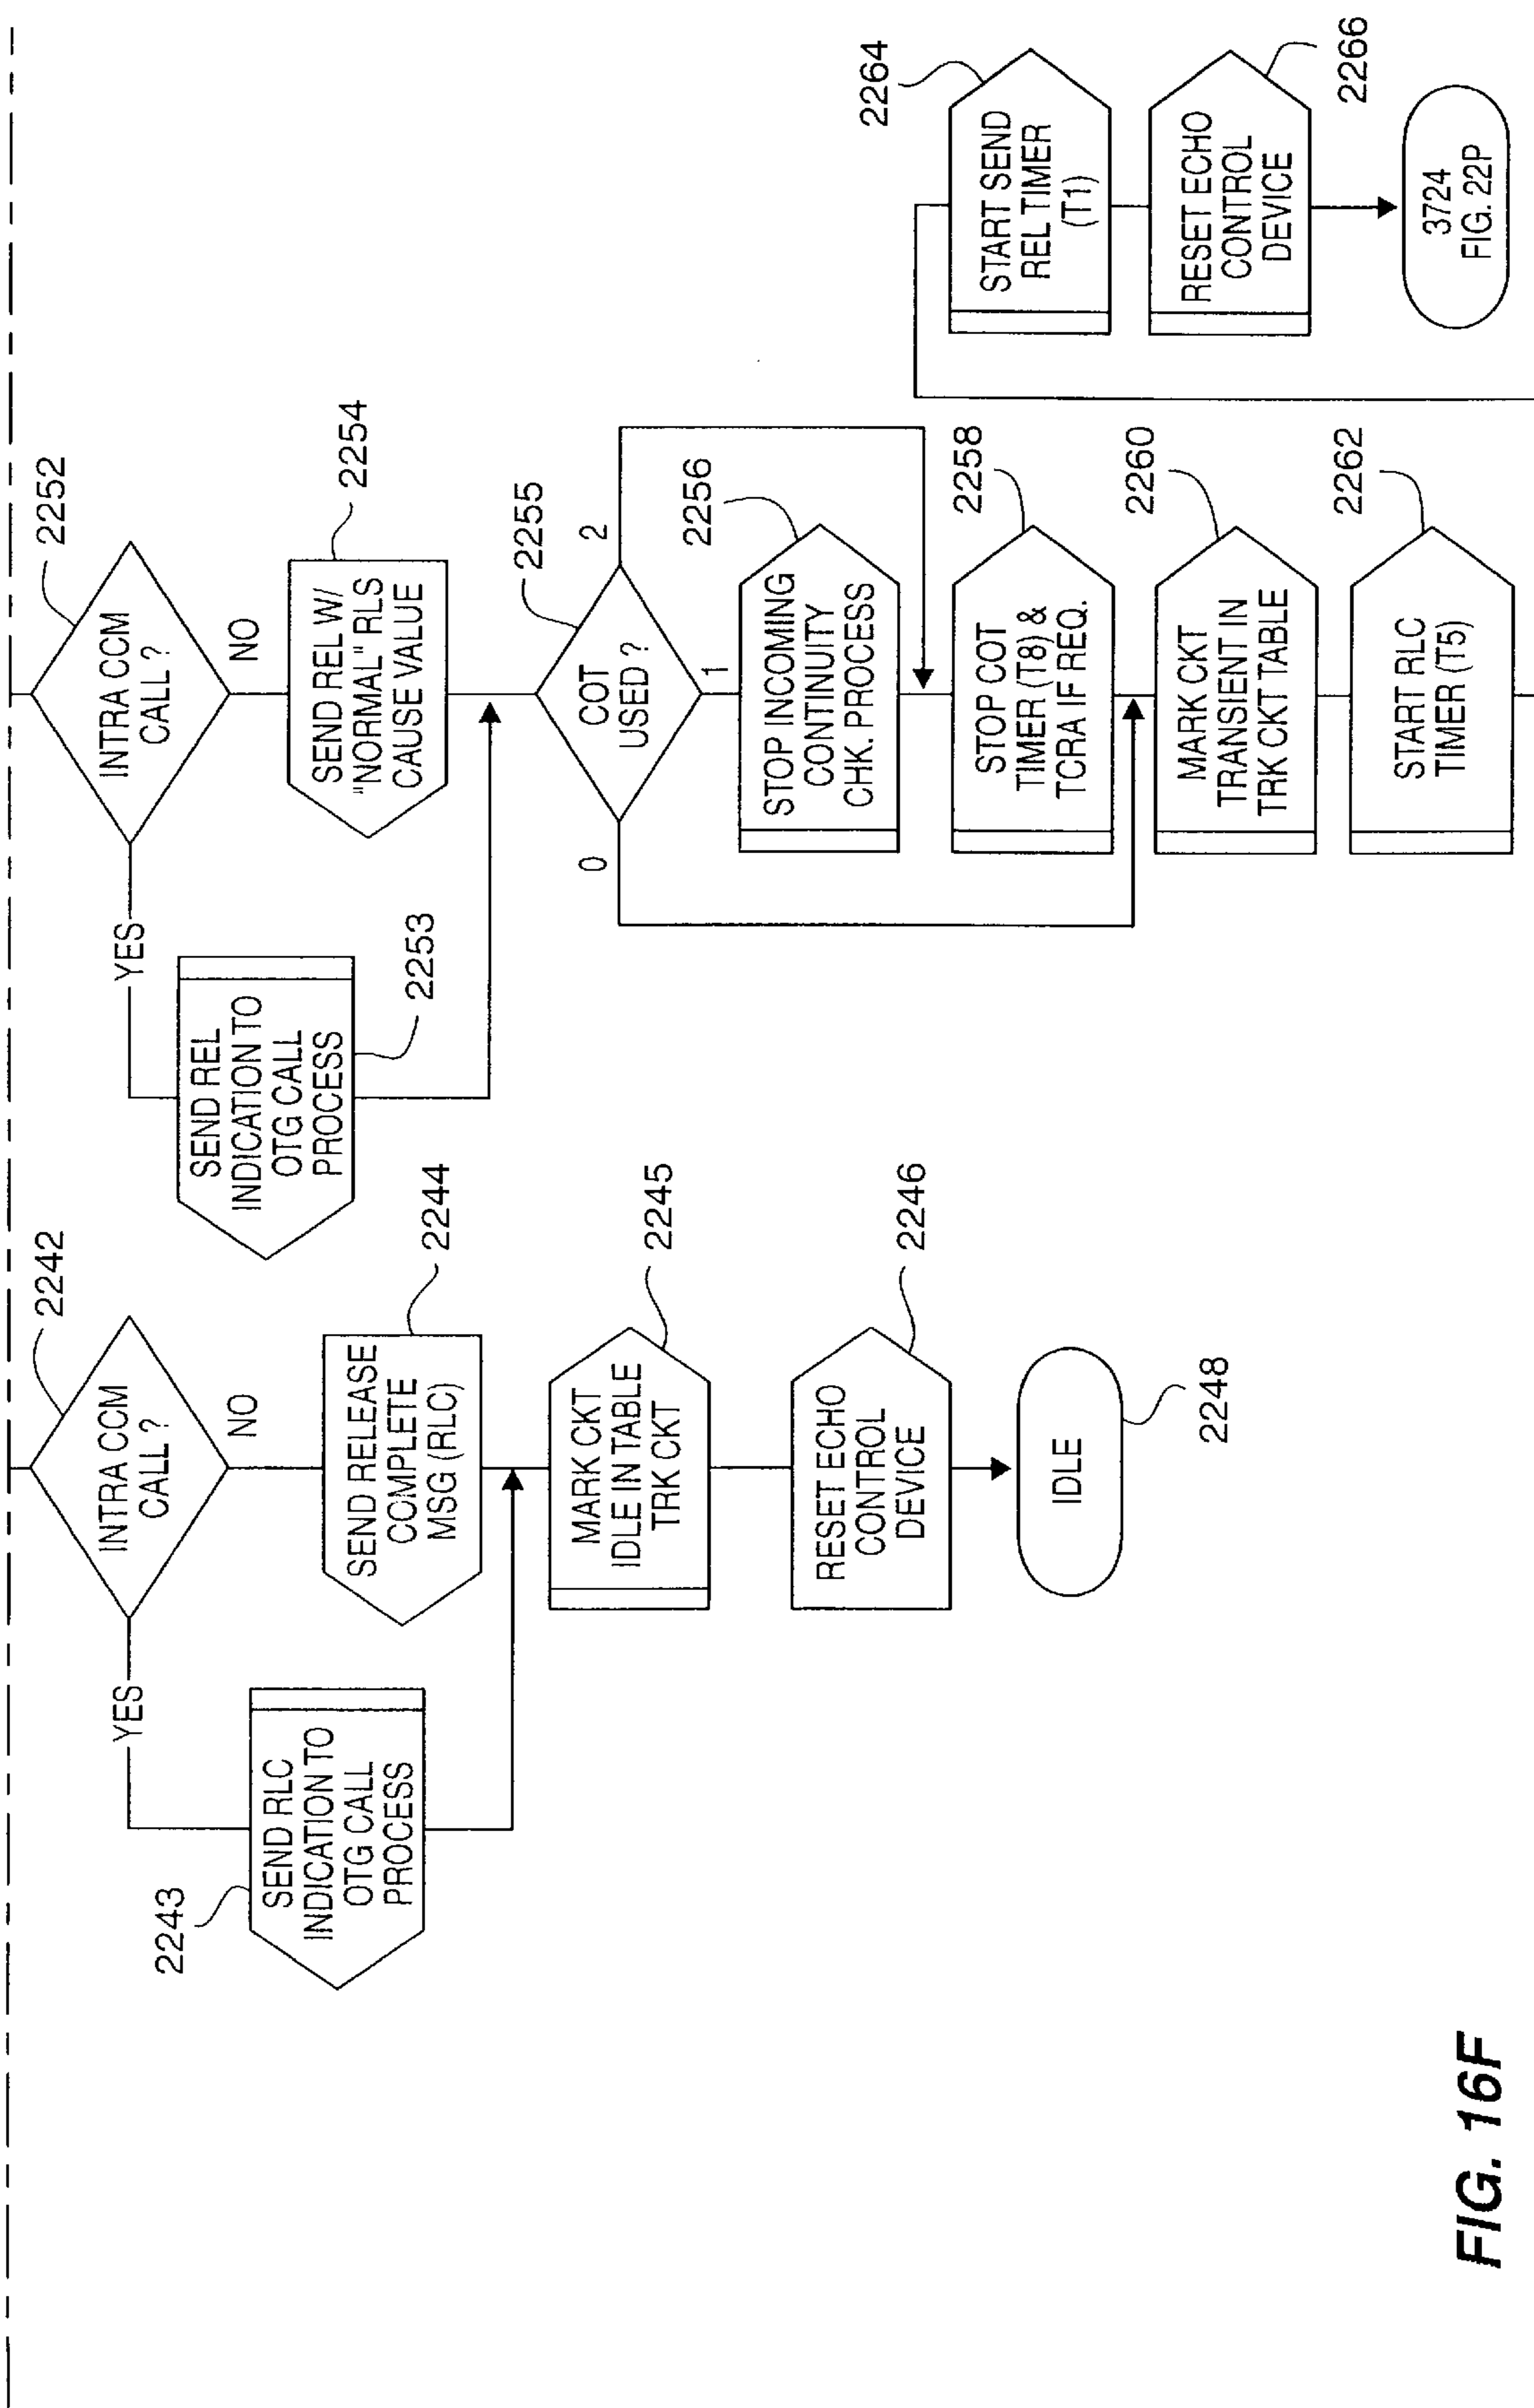 2242
INTRA CCM
CALL ?
YES
NO
2243
SEND RLC
INDICATION TO
OTG CALL
PROCESS
2244
SEND RELEASE
COMPLETE
MSG (RLC)
2245
MARK CKT
IDLE IN TABLE
TRK CKT
2246
RESET ECHO
CONTROL
DEVICE
IDLE
2248
2252
INTRA CCM
CALL ?
YES
NO
SEND REL
INDICATION TO
OTG CALL
PROCESS
2253
2254
SEND REL W/
"NORMAL" RLS
CAUSE VALUE
2255
COT
USED ?
0
1
2
2256
STOP INCOMING
CONTINUITY
CHK. PROCESS
2258
STOP COT
TIMER (T8) &
TCRA IF REQ.
2260
MARK CKT
TRANSIENT IN
TRK CKT TABLE
2262
START RLC
TIMER (T5)
2264
START SEND
REL TIMER
(T1)
RESET ECHO
CONTROL
DEVICE
2266
3724
FIG. 22P
FIG. 16F